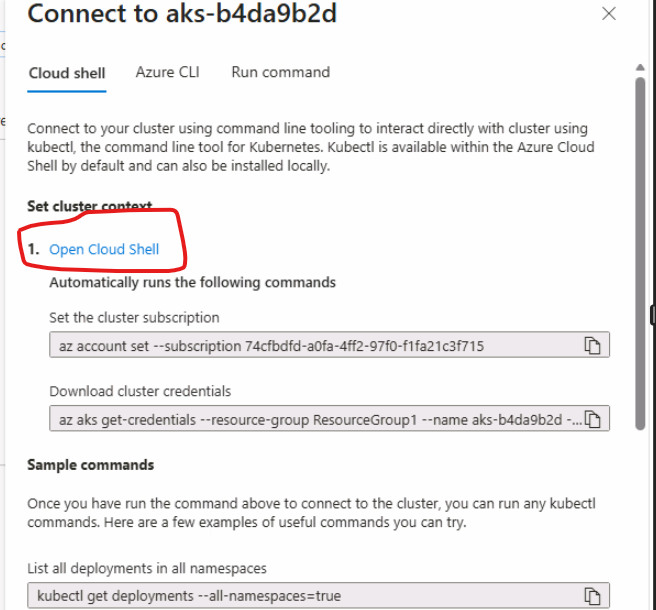 Connect to aks-b4da9b2d
Cloud shell
Azure CLI
Run command
Connect to your cluster using command line tooling to interact directly with cluster using
kubectl, the command line tool for Kubernetes. Kubectl is available within the Azure Cloud
Shell by default and can also be installed locally.
Set cluster context
1. Open Cloud Shell
Automatically runs the following commands
Set the cluster subscription
az account set --subscription 74cfbdfd-a0fa-4ff2-97f0-f1fa21c3f715
Download cluster credentials
az aks get-credentials --resource-group ResourceGroup1 --name aks-b4da9b2d -...
Sample commands
Once you have run the command above to connect to the cluster, you can run any kubectl
commands. Here are a few examples of useful commands you can try.
List all deployments in all namespaces
kubectl get deployments --all-namespaces=true